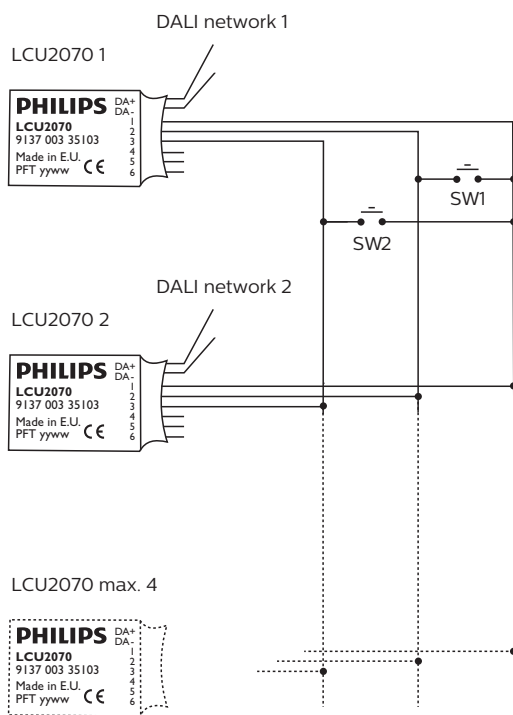 DALI network 1
LCU2070 1
PHILIPS
LCU2070
9137 003 35103
Made in E.U.
PFT yyww CE
DA+
DA-
1
2
3
4
5
6
SW1
SW2
DALI network 2
LCU2070 2
PHILIPS
LCU2070
9137 003 35103
Made in E.U.
PFT yyww CE
DA+
DA-
1
2
3
4
5
6
LCU2070 max. 4
PHILIPS
LCU2070
9137 003 35103
Made in E.U.
PFT yyww CE
DA+
DA-
1
2
3
4
5
6